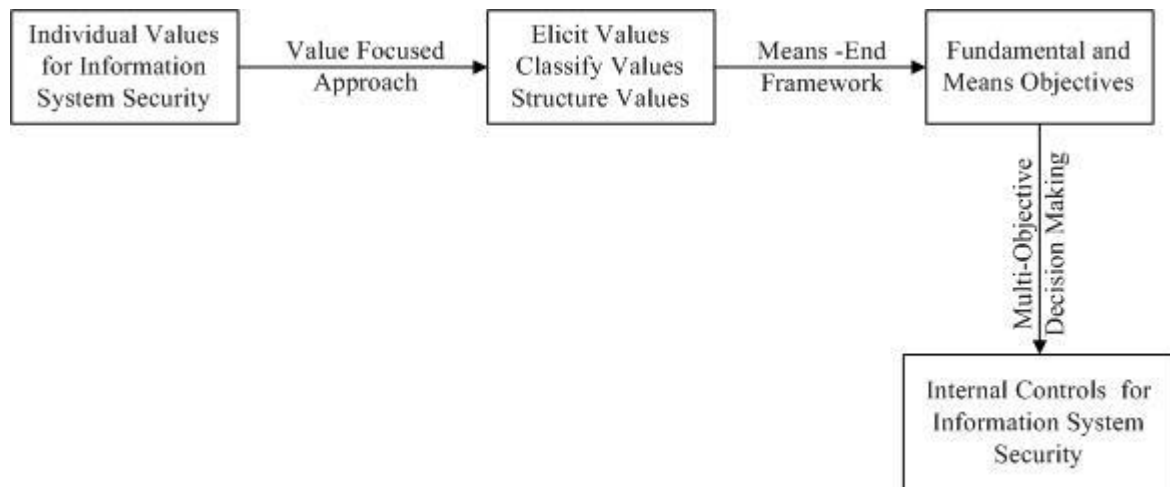 Individual Values
for Information
System Security
Value Focused
Approach
Elicit Values
Classify Values
Structure Values
Means -End
Framework
Fundamental and
Means Objectives
Multi-Objective
Decision Making
Internal Controls for
Information System
Security